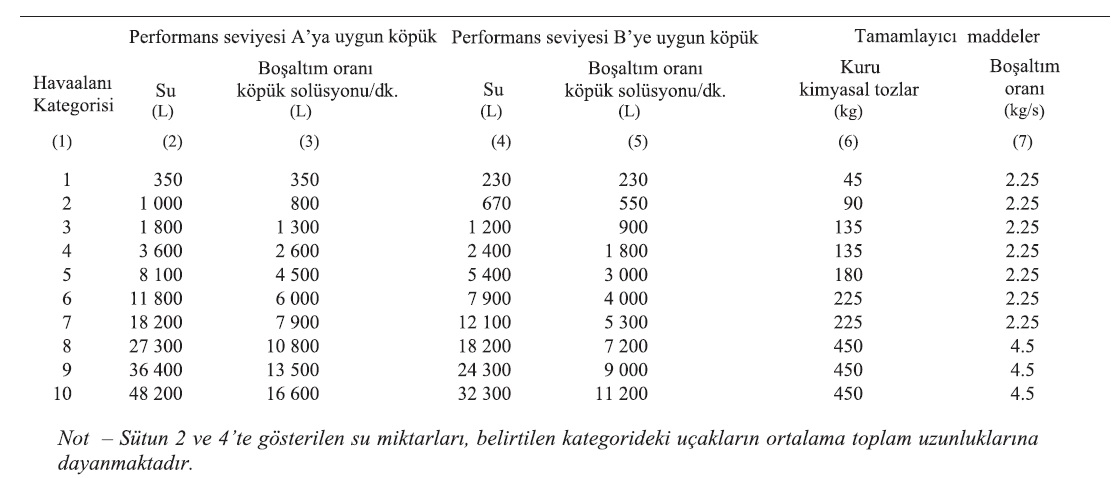 Performans seviyesi A’ya uygun köpük Performans seviyesi B’ye uygun köpük Tamamlayıcı maddeler
Havaalanı Kategorisi Su (L) Boşaltım oranı köpük solüsyonu/dk. (L) Su (L) Boşaltım oranı köpük solüsyonu/dk. (L) Kuru kimyasal tozlar (kg) Boşaltım oranı (kg/s)
(1) (2) (3) (4) (5) (6) (7)
1 350 350 230 230 45 2.25
2 1 000 800 670 550 90 2.25
3 1 800 1 300 1 200 900 135 2.25
4 3 600 2 600 2 400 1 800 135 2.25
5 8 100 4 500 5 400 3 000 180 2.25
6 11 800 6 000 7 900 4 000 225 2.25
7 18 200 7 900 12 100 5 300 225 2.25
8 27 300 10 800 18 200 7 200 450 4.5
9 36 400 13 500 24 300 9 000 450 4.5
10 48 200 16 600 32 300 11 200 450 4.5
Not – Sütun 2 ve 4’te gösterilen su miktarları, belirtilen kategorideki uçakların ortalama toplam uzunluklarına
dayanmaktadır.